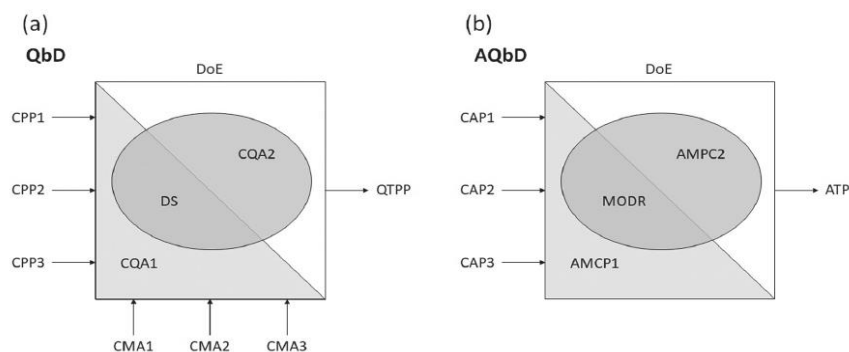 (a)
QbD
DoE
CPP1
CPP2
CPP3
CQA2
DS
CQA1
QTPP
CMA1 CMA2 CMA3
(b)
AQbD
DoE
CAP1
CAP2
CAP3
AMPC2
MODR
AMCP1
ATP